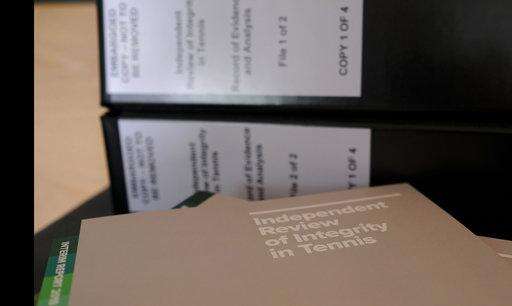 EMBARGOED
COPY - NOT TO
BE REMOVED
Independent
Review of Integrity
in Tennis
Record of Evidence
and Analysis
File 1 of 2
COPY 1 OF 4
EMBARGOED
COPY - NOT TO
BE REMOVED
Independent
Review of Integrity
in Tennis
Record of Evidence
and Analysis
File 2 of 2
COPY 1 OF 4
Independent
Review
of Integrity
in Tennis
INTERIM REPORT